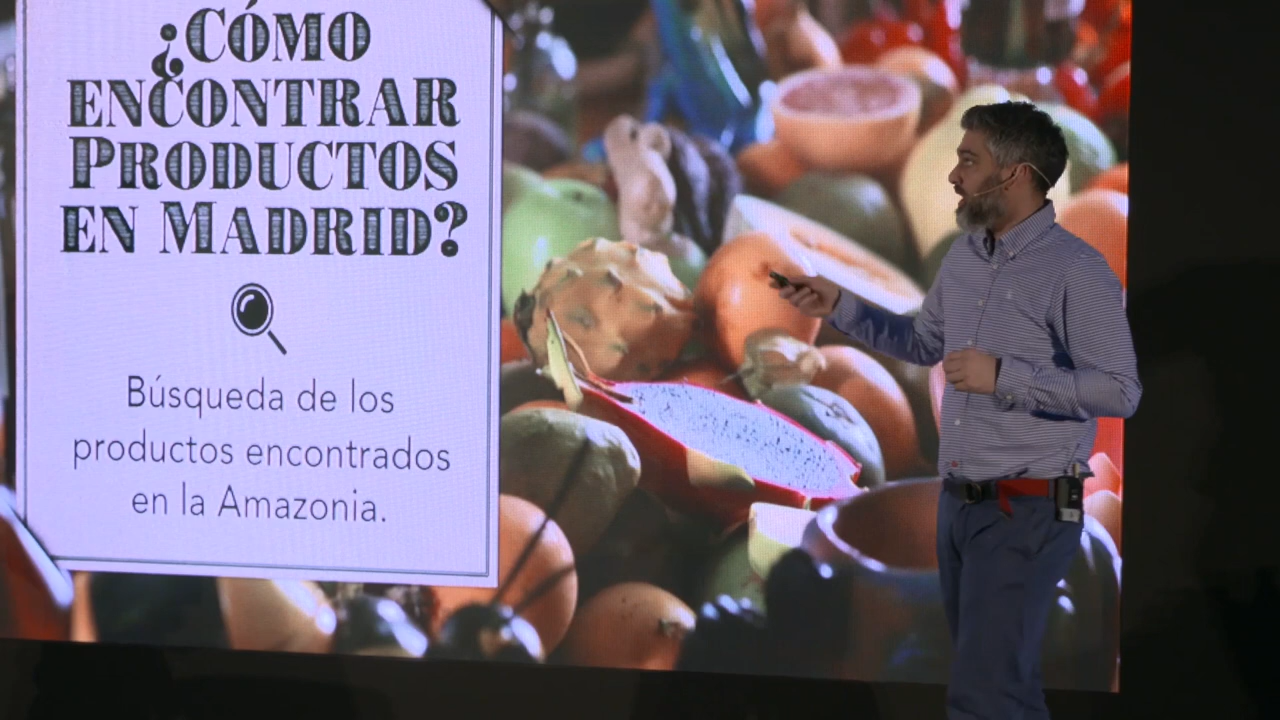 ¿CÓMO
ENCONTRAR
PRODUCTOS
EN MADRID?
Búsqueda de los
productos encontrados
en la Amazonia.